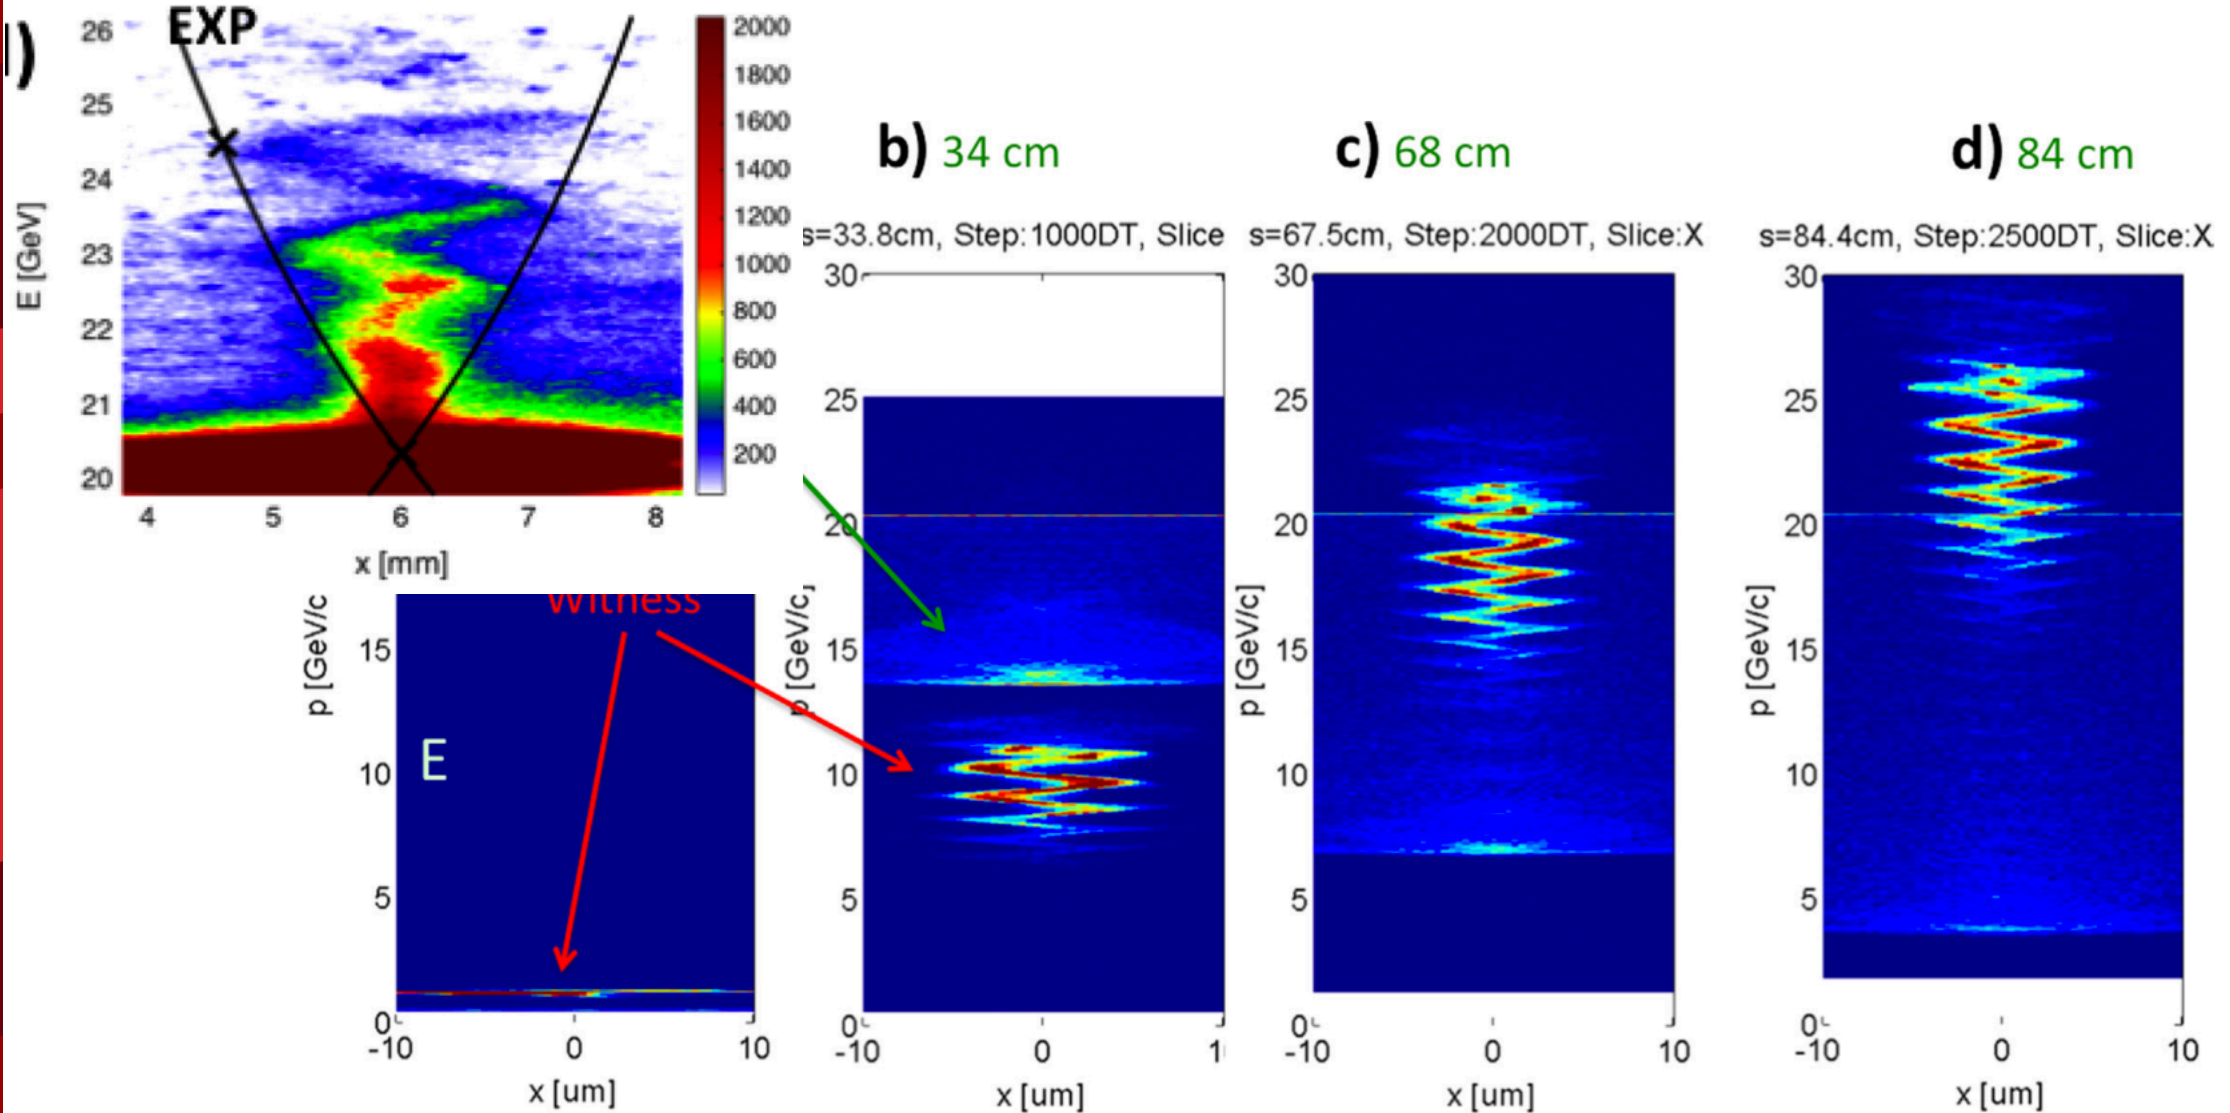 EXP
26
25
24
23
22
21
20
E [GeV]
4 5 6 7 8
x [mm]
2000
1800
1600
1400
1200
1000
800
600
400
200
Witness
p [GeV/c
15
10
5
0
E
-10 0 10
x [um]
b) 34 cm
s=33.8cm, Step:1000DT, Slice
30
25
20
15
10
5
0
p [GeV/c]
-10 0
x [um]
c) 68 cm
s=67.5cm, Step:2000DT, Slice:X
30
25
20
15
10
5
0
p [GeV/c]
-10 0 10
x [um]
d) 84 cm
s=84.4cm, Step:2500DT, Slice:X
30
25
20
15
10
5
0
p [GeV/c]
-10 0 10
x [um]